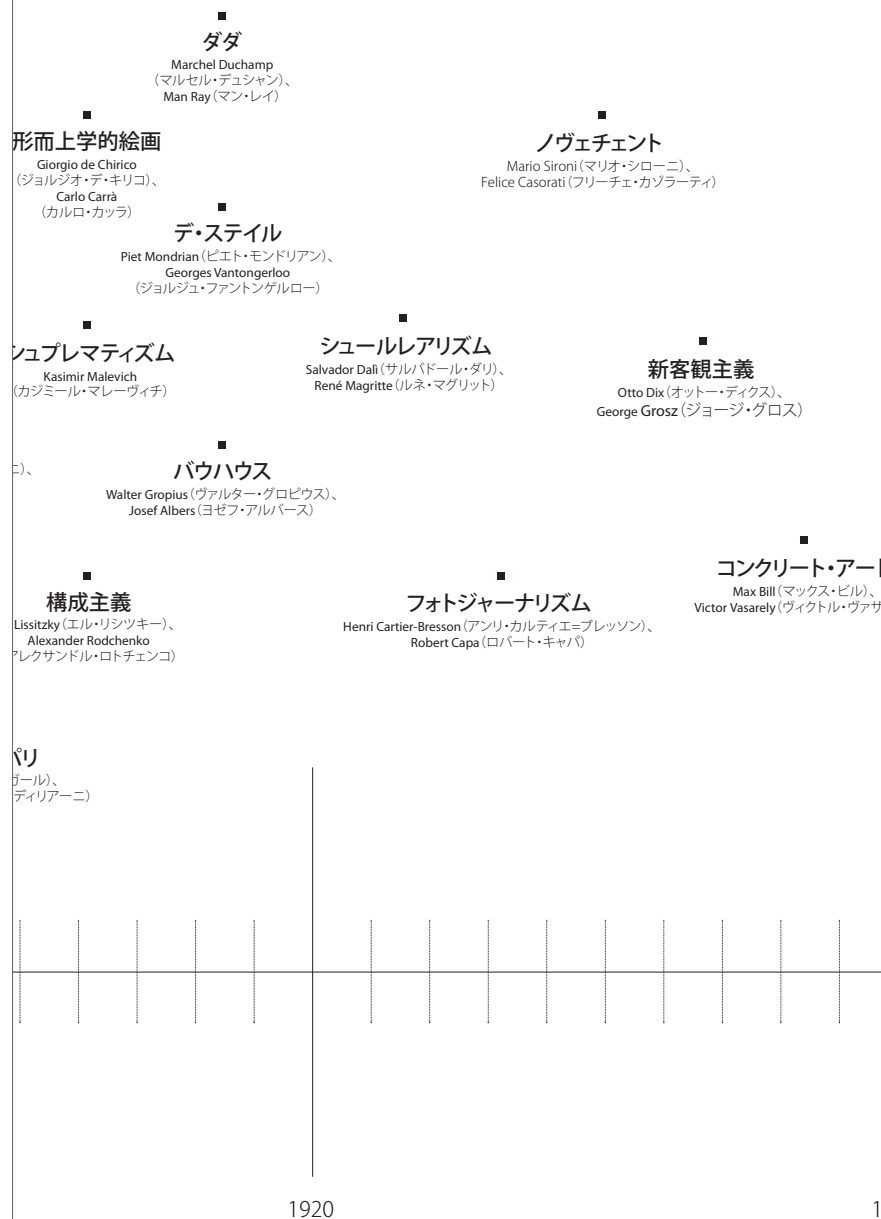 ダダ
Marchel Duchamp
（マルセル・デュシャン）、
Man Ray（マン・レイ）
形而上学的絵画
Giorgio de Chirico
（ジョルジオ・デ・キリコ）、
Carlo Carrà
（カルロ・カッラ）
ノヴェチェント
Mario Sironi（マリオ・シローニ）、
Felice Casorati（フリーチェ・カゾラーティ）
デ・ステイル
Piet Mondrian（ピエト・モンドリアン）、
Georges Vantongerloo
（ジョルジュ・ファントンゲルロー）
シュプレマティズム
Kasimir Malevich
（カジミール・マレーヴィチ）
シュールレアリズム
Salvador Dalì（サルバドール・ダリ）、
René Magritte（ルネ・マグリット）
新客観主義
Otto Dix（オットー・ディクス）、
George Grosz（ジョージ・グロス）
ニ）、
バウハウス
Walter Gropius（ヴァルター・グロピウス）、
Josef Albers（ヨゼフ・アルバース）
構成主義
Lissitzky（エル・リシツキー）、
Alexander Rodchenko
アレクサンドル・ロトチェンコ）
フォトジャーナリズム
Henri Cartier-Bresson（アンリ・カルティエ=ブレッソン）、
Robert Capa（ロバート・キャパ）
コンクリート・アート
Max Bill（マックス・ビル）、
Victor Vasarely（ヴィクトル・ヴァサ
パリ
ガール）、
ディリアーニ）
1920
1